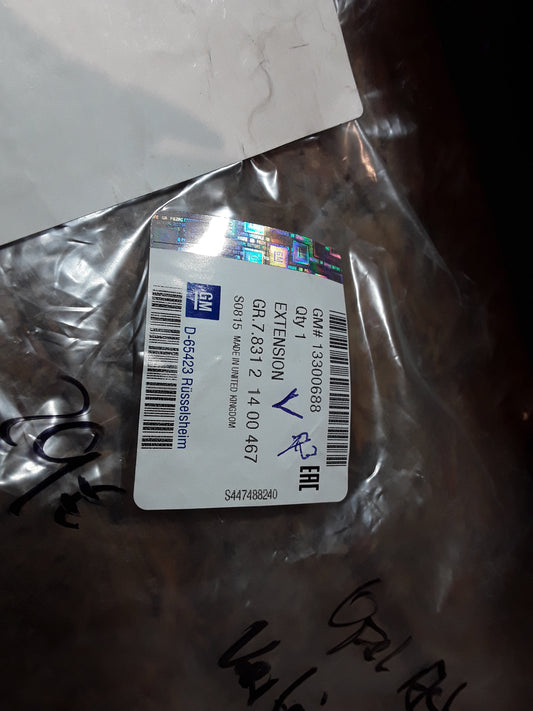 GM# 13300688
Qty 1
EXTENSION
GR.7.831 2 14 00 467
S0815 MADE IN UNITED KINGDOM
GM
D-65423 Rüsselsheim
EAC
S447488240
Opel